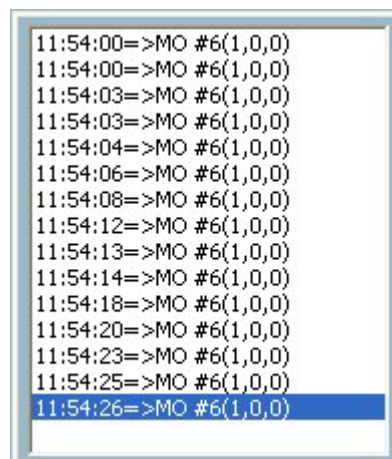 11:54:00=>MO #6(1,0,0)
11:54:00=>MO #6(1,0,0)
11:54:03=>MO #6(1,0,0)
11:54:03=>MO #6(1,0,0)
11:54:04=>MO #6(1,0,0)
11:54:06=>MO #6(1,0,0)
11:54:08=>MO #6(1,0,0)
11:54:12=>MO #6(1,0,0)
11:54:13=>MO #6(1,0,0)
11:54:14=>MO #6(1,0,0)
11:54:18=>MO #6(1,0,0)
11:54:20=>MO #6(1,0,0)
11:54:23=>MO #6(1,0,0)
11:54:25=>MO #6(1,0,0)
11:54:26=>MO #6(1,0,0)